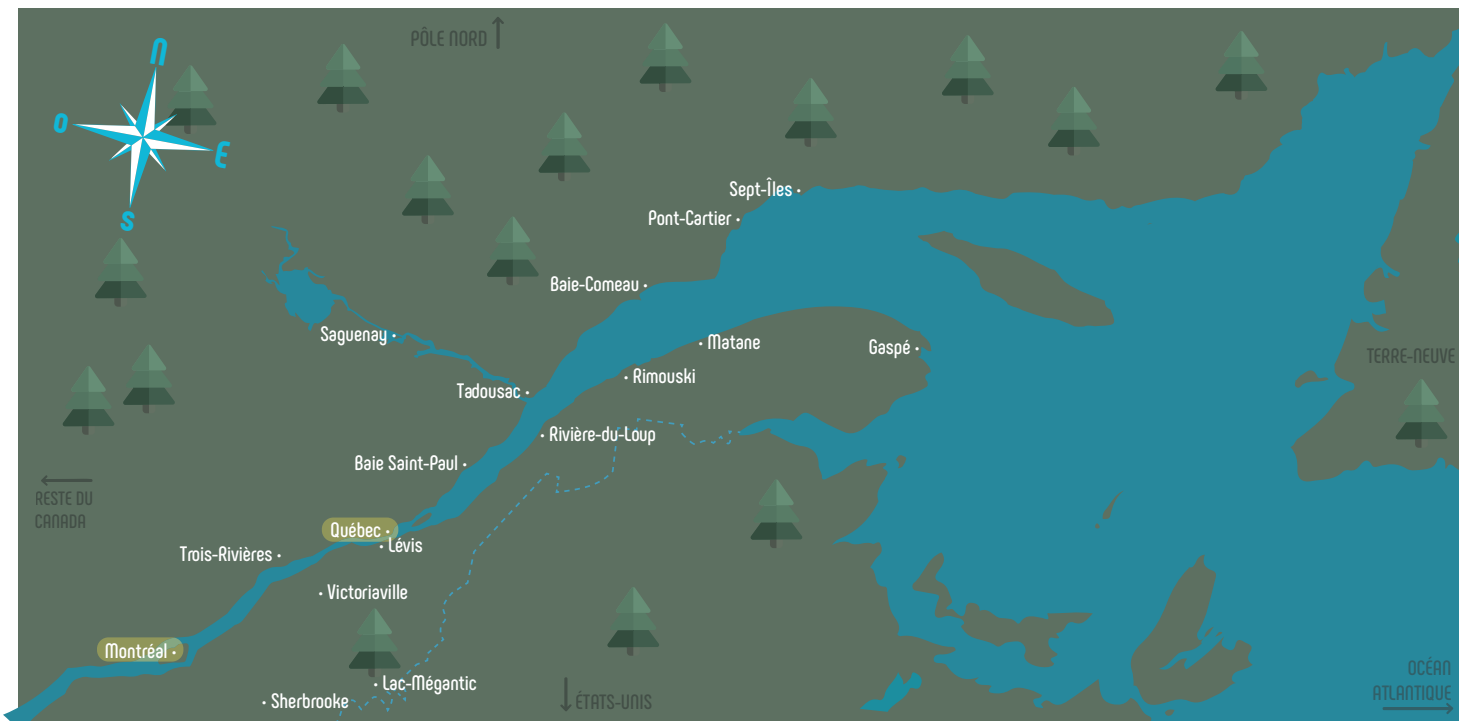 PÔLE NORD
N
O
E
S
Sept-Îles
Pont-Cartier
Baie-Comeau
Saguenay
Matane
Gaspé
TERRE-NEUVE
Rimouski
Tadousac
Rivière-du-Loup
Baie Saint-Paul
RESTE DU
CANADA
Québec
Lévis
Trois-Rivières
Victoriaville
Montréal
Lac-Mégantic
Sherbrooke
ÉTATS-UNIS
OCÉAN
ATLANTIQUE